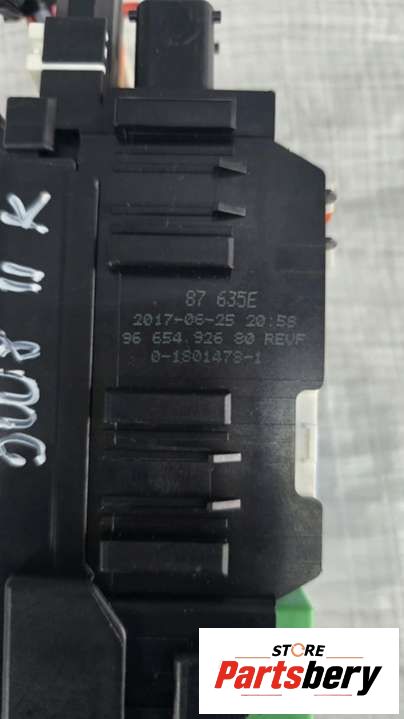 87 635E
2017-06-25 20:58
96 654 926 80 REVF
0-1801478-1
STORE
Partsbery